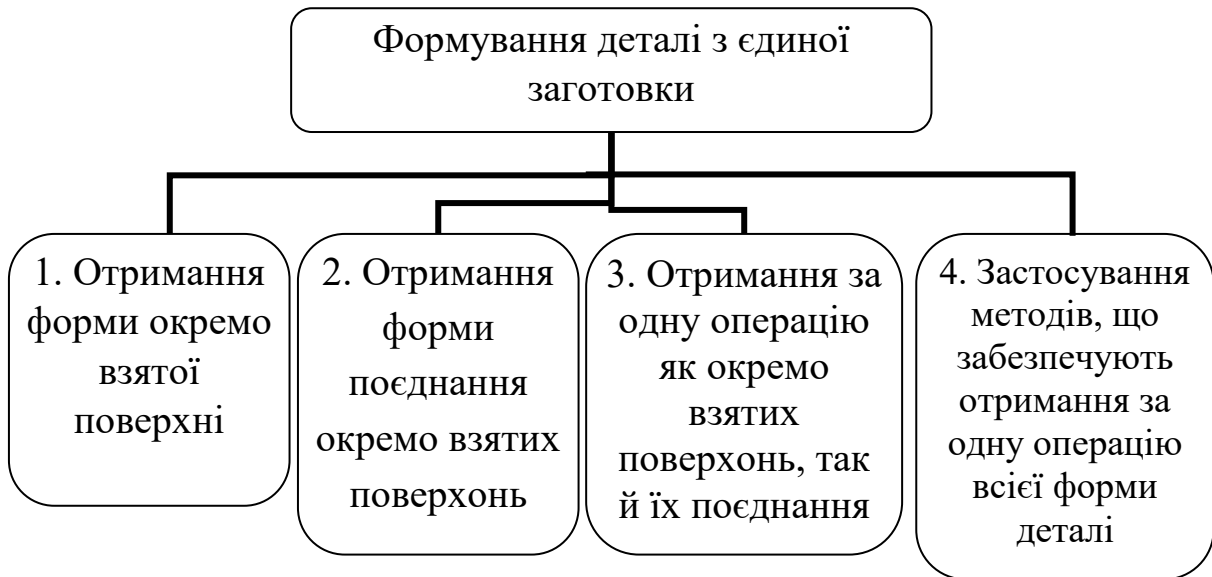 Формування деталі з єдиної
заготовки
1. Отримання
форми окремо
взятої
поверхні
2. Отримання
форми
поєднання
окремо взятих
поверхонь
3. Отримання за
одну операцію
як окремо
взятих
поверхонь, так
й їх поєднання
4. Застосування
методів, що
забезпечують
отримання за
одну операцію
всієї форми
деталі